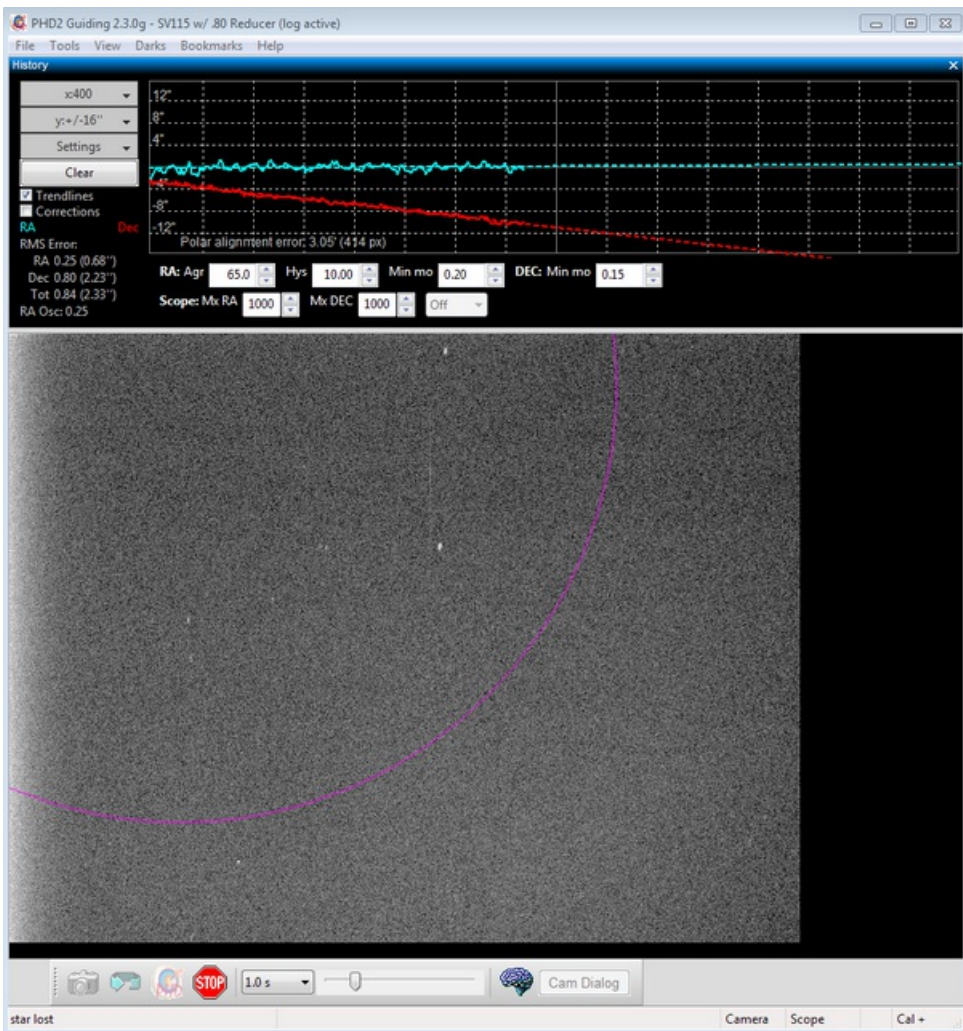 PHD2 Guiding 2.3.0g - SV115 w/ .80 Reducer (log active)
File Tools View Darks Bookmarks Help
History
x:400
y:+/-16"
Settings
Clear
Trendlines
Corrections
RA Dec
RMS Error:
RA 0.25 (0.68")
Dec 0.80 (2.23")
Tot 0.84 (2.33")
RA Osc: 0.25
12"
8"
4"
-4"
-8"
-12"
Polar alignment error: 3.05' (414 px)
RA: Agr 65.0 Hys 10.00 Min mo 0.20 DEC: Min mo 0.15
Scope: Mx RA 1000 Mx DEC 1000 Off
STOP 1.0 s Cam Dialog
star lost Camera Scope Cal +